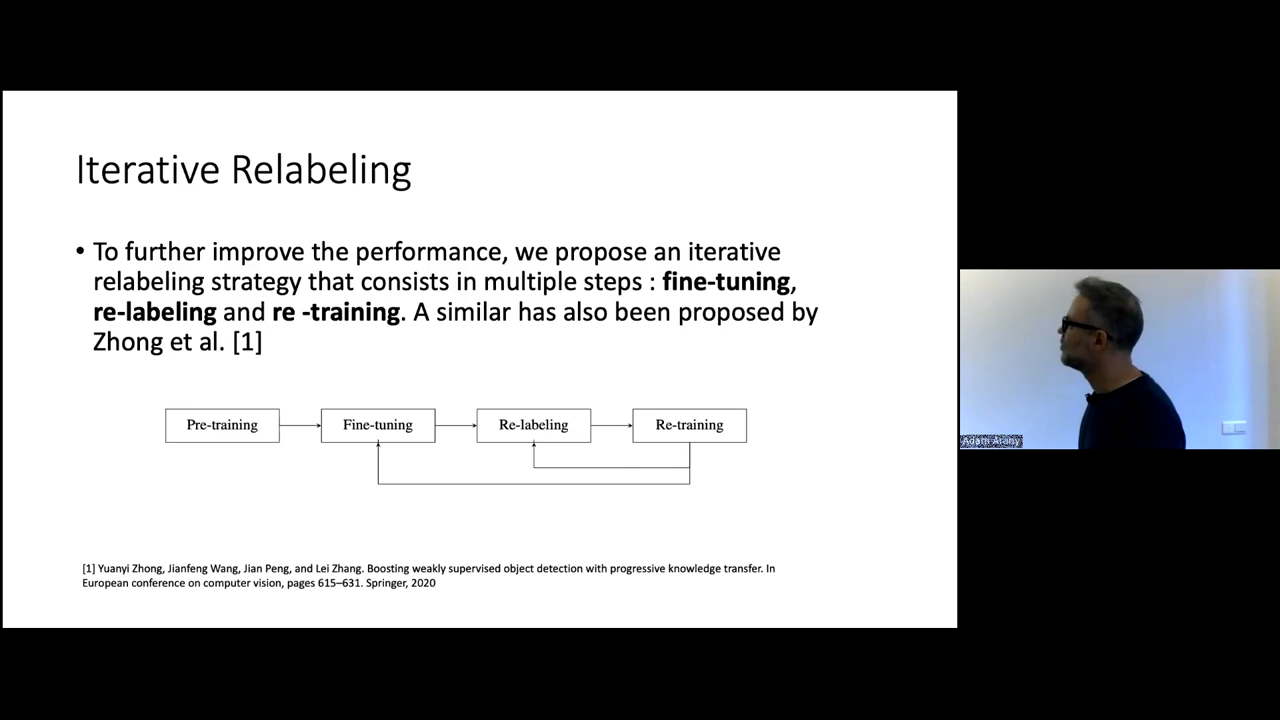 Iterative Relabeling
• To further improve the performance, we propose an iterative
relabeling strategy that consists in multiple steps : fine-tuning,
re-labeling and re -training. A similar has also been proposed by
Zhong et al. [1]
Pre-training
Fine-tuning
Re-labeling
Re-training
[1] Yuanyi Zhong, Jianfeng Wang, Jian Peng, and Lei Zhang. Boosting weakly supervised object detection with progressive knowledge transfer. In
European conference on computer vision, pages 615–631. Springer, 2020
Adam Arany